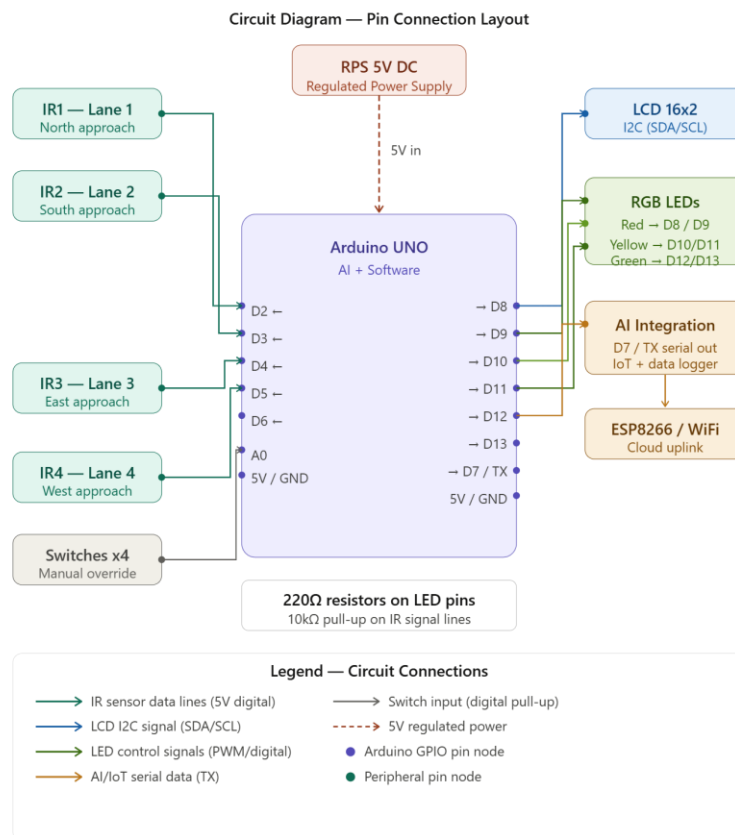 Circuit Diagram — Pin Connection Layout
RPS 5V DC
Regulated Power Supply
5V in
IR1 — Lane 1
North approach
IR2 — Lane 2
South approach
IR3 — Lane 3
East approach
IR4 — Lane 4
West approach
Switches x4
Manual override
Arduino UNO
AI + Software
D2 ←
D3 ←
D4 ←
D5 ←
D6 ←
A0
5V / GND
→ D8
→ D9
→ D10
→ D11
→ D12
→ D13
→ D7 / TX
5V / GND
LCD 16x2
I2C (SDA/SCL)
RGB LEDs
Red → D8 / D9
Yellow → D10/D11
Green → D12/D13
AI Integration
D7 / TX serial out
IoT + data logger
ESP8266 / WiFi
Cloud uplink
220Ω resistors on LED pins
10kΩ pull-up on IR signal lines
Legend — Circuit Connections
IR sensor data lines (5V digital)
LCD I2C signal (SDA/SCL)
LED control signals (PWM/digital)
AI/IoT serial data (TX)
Switch input (digital pull-up)
5V regulated power
Arduino GPIO pin node
Peripheral pin node